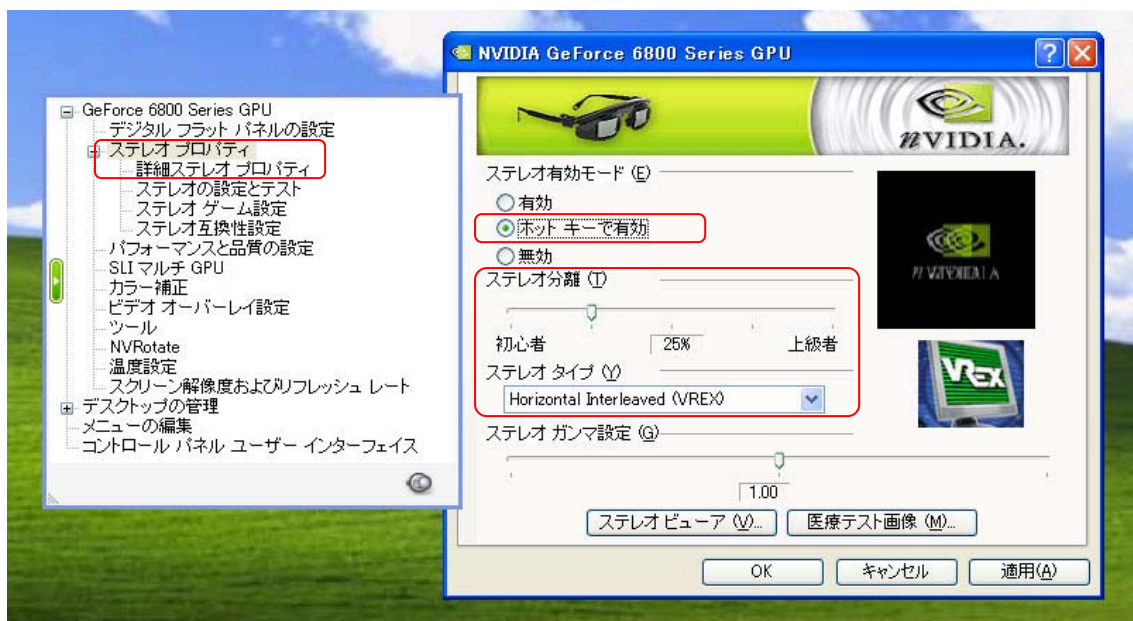 NVIDIA GeForce 6800 Series GPU
GeForce 6800 Series GPU
デジタル フラット パネルの設定
ステレオ プロパティ
詳細ステレオ プロパティ
ステレオの設定とテスト
ステレオ ゲーム設定
ステレオ互換性設定
パフォーマンスと品質の設定
SLI マルチ GPU
カラー補正
ビデオ オーバーレイ設定
ツール
NVRotate
温度設定
スクリーン解像度およびリフレッシュ レート
デスクトップの管理
メニューの編集
コントロール パネル ユーザー インターフェイス
nVIDIA.
ステレオ有効モード (E)
有効
ホット キーで有効
無効
ステレオ分離 (T)
初心者
25%
上級者
ステレオ タイプ (Y)
Horizontal Interleaved (VREX)
VREX
ステレオ ガンマ設定 (G)
1.00
ステレオ ビューア (V)...
医療テスト画像 (M)...
OK
キャンセル
適用(A)